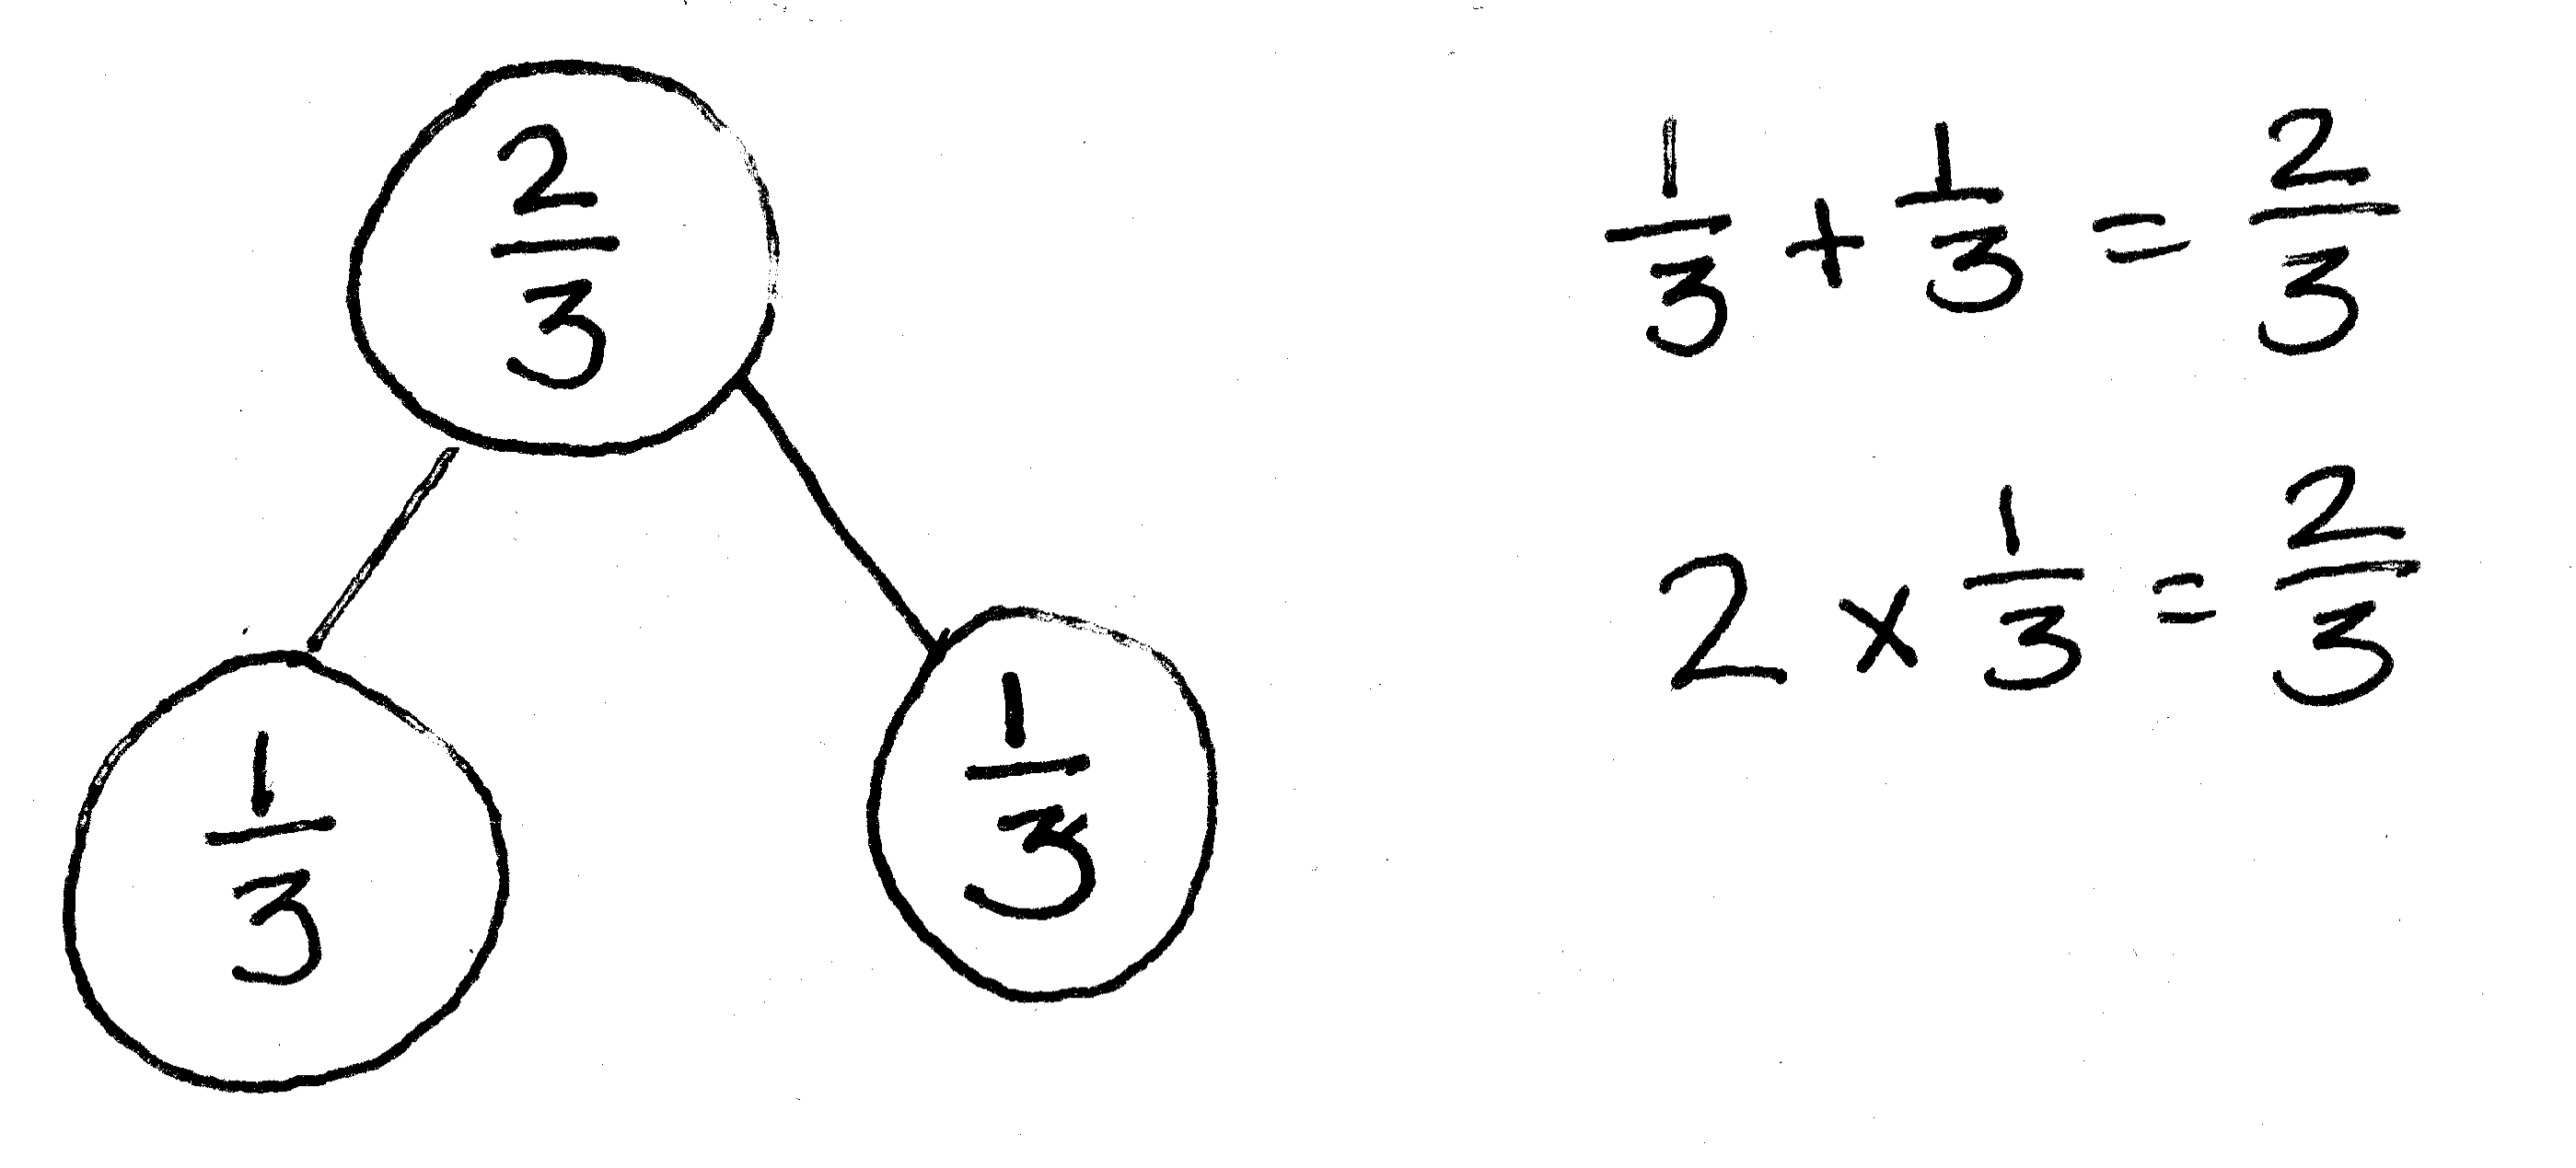 2/3
1/3
1/3
1/3 + 1/3 = 2/3
2 × 1/3 = 2/3